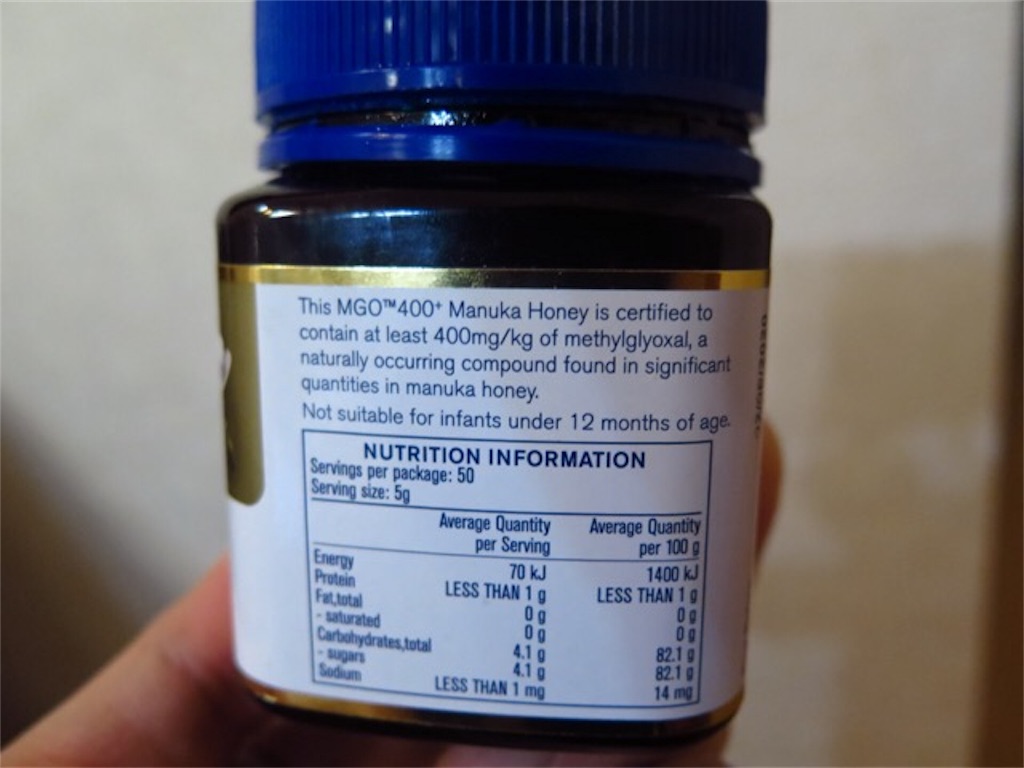 This MGO™400+ Manuka Honey is certified to
contain at least 400mg/kg of methylglyoxal, a
naturally occurring compound found in significant
quantities in manuka honey.
Not suitable for infants under 12 months of age.
NUTRITION INFORMATION
Servings per package: 50
Serving size: 5g
Average Quantity per Serving Average Quantity per 100 g
Energy 70 kJ 1400 kJ
Protein LESS THAN 1 g LESS THAN 1 g
Fat,total 0 g 0 g
- saturated 0 g 0 g
Carbohydrates,total 4.1 g 82.1 g
- sugars 4.1 g 82.1 g
Sodium LESS THAN 1 mg 14 mg